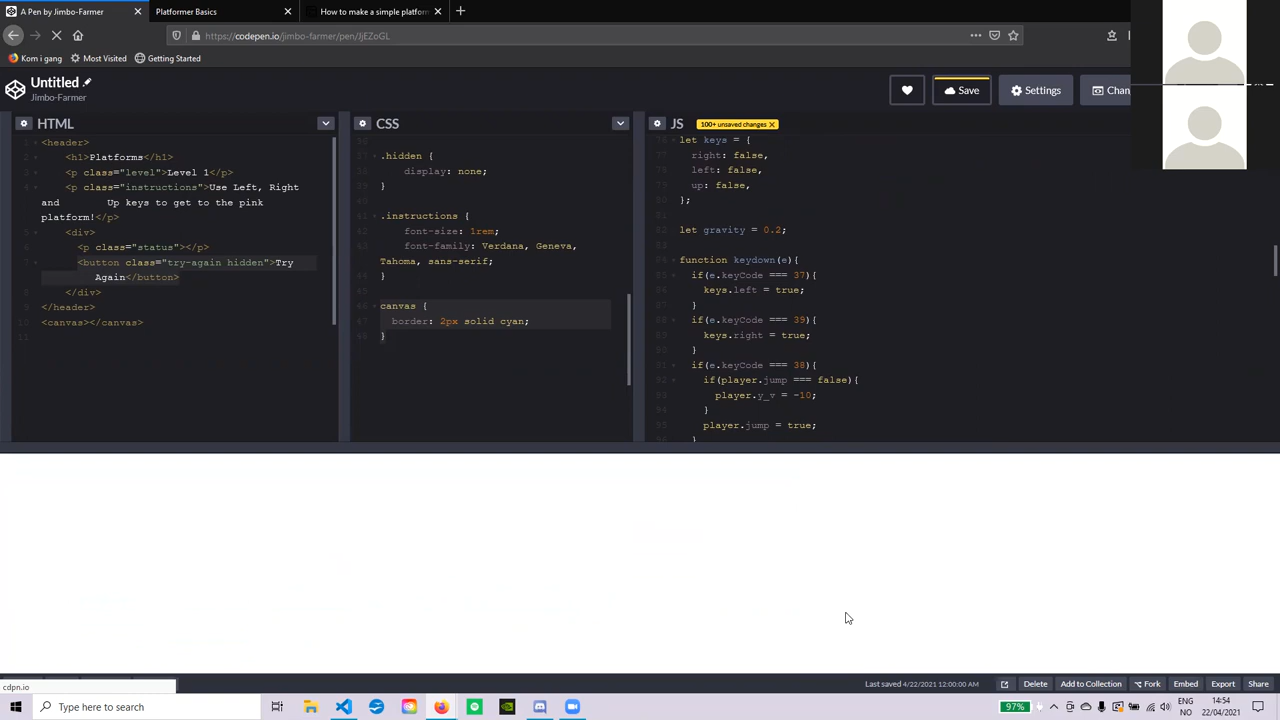 A Pen by Jimbo-Farmer
Platformer Basics
How to make a simple platform
https://codepen.io/jimbo-farmer/pen/JjEZoGL
Kom i gang
Most Visited
Getting Started
Untitled
Jimbo-Farmer
Save
Settings
Chan
HTML
<header>
<h1>Platforms</h1>
<p class="level">Level 1</p>
<p class="instructions">Use Left, Right
and Up keys to get to the pink
platform!</p>
<div>
<p class="status"></p>
<button class="try-again hidden">Try
Again</button>
</div>
</header>
<canvas></canvas>
CSS
.hidden {
display: none;
}
.instructions {
font-size: 1rem;
font-family: Verdana, Geneva,
Tahoma, sans-serif;
}
canvas {
border: 2px solid cyan;
}
JS
100+ unsaved changes X
let keys = {
right: false,
left: false,
up: false,
};
let gravity = 0.2;
function keydown(e){
if(e.keyCode === 37){
keys.left = true;
}
if(e.keyCode === 39){
keys.right = true;
}
if(e.keyCode === 38){
if(player.jump === false){
player.y_v = -10;
}
player.jump = true;
}
cdpn.io
Last saved 4/22/2021 12:00:00 AM
Delete
Add to Collection
Fork
Embed
Export
Share
Type here to search
97%
ENG
NO
14:54
22/04/2021